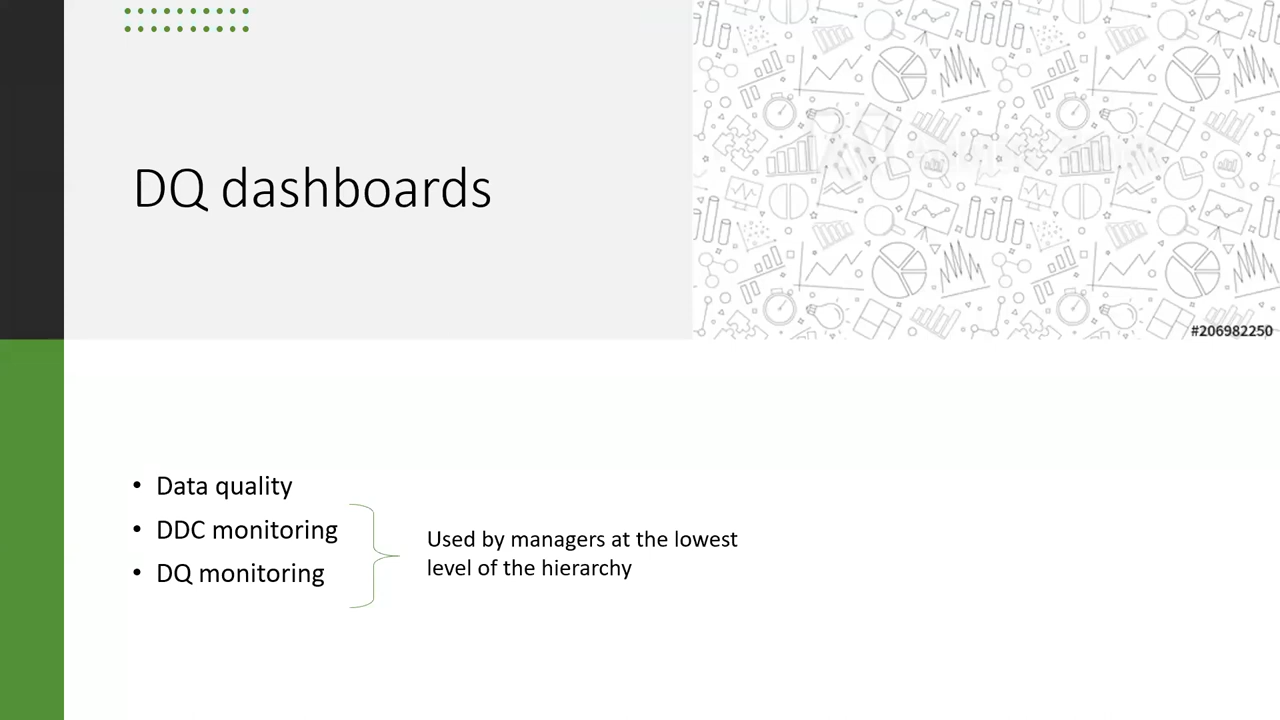 DQ dashboards
#206982250
• Data quality
• DDC monitoring
• DQ monitoring
Used by managers at the lowest
level of the hierarchy